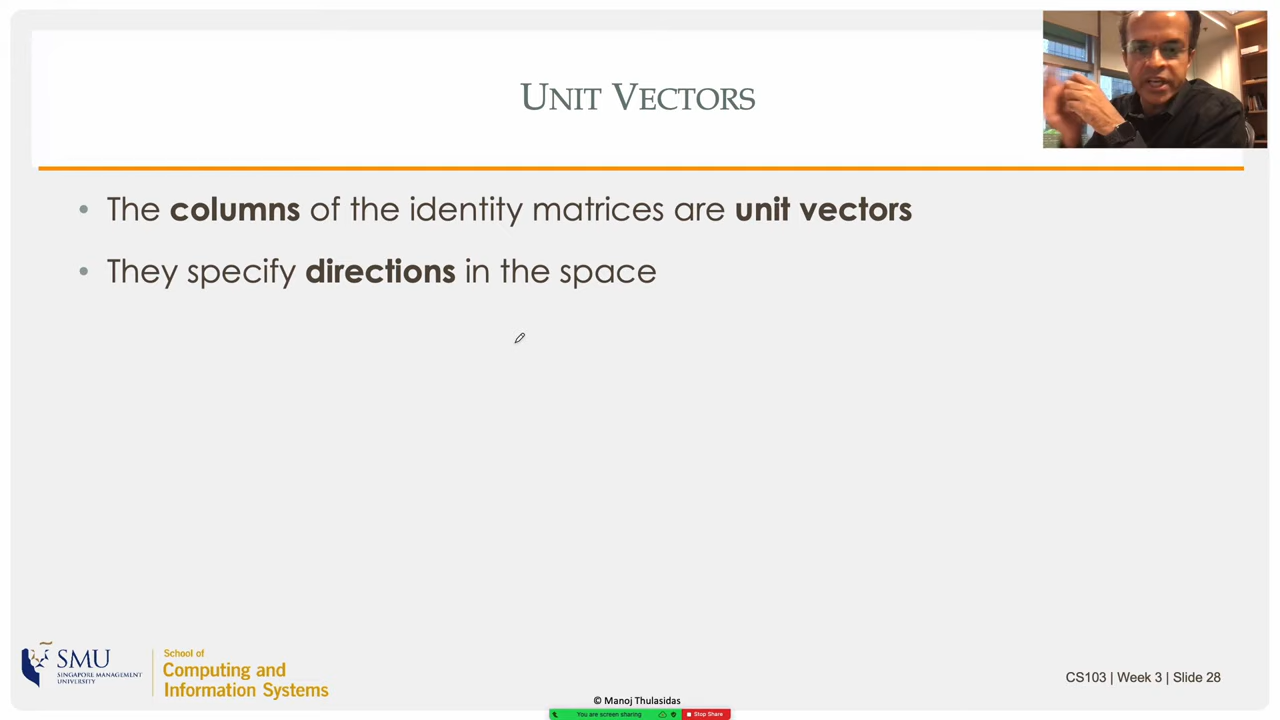 UNIT VECTORS
• The columns of the identity matrices are unit vectors
• They specify directions in the space
SMU
SINGAPORE MANAGEMENT
UNIVERSITY
School of
Computing and
Information Systems
CS103 | Week 3 | Slide 28
© Manoj Thulasidas
You are screen sharing
Stop Share